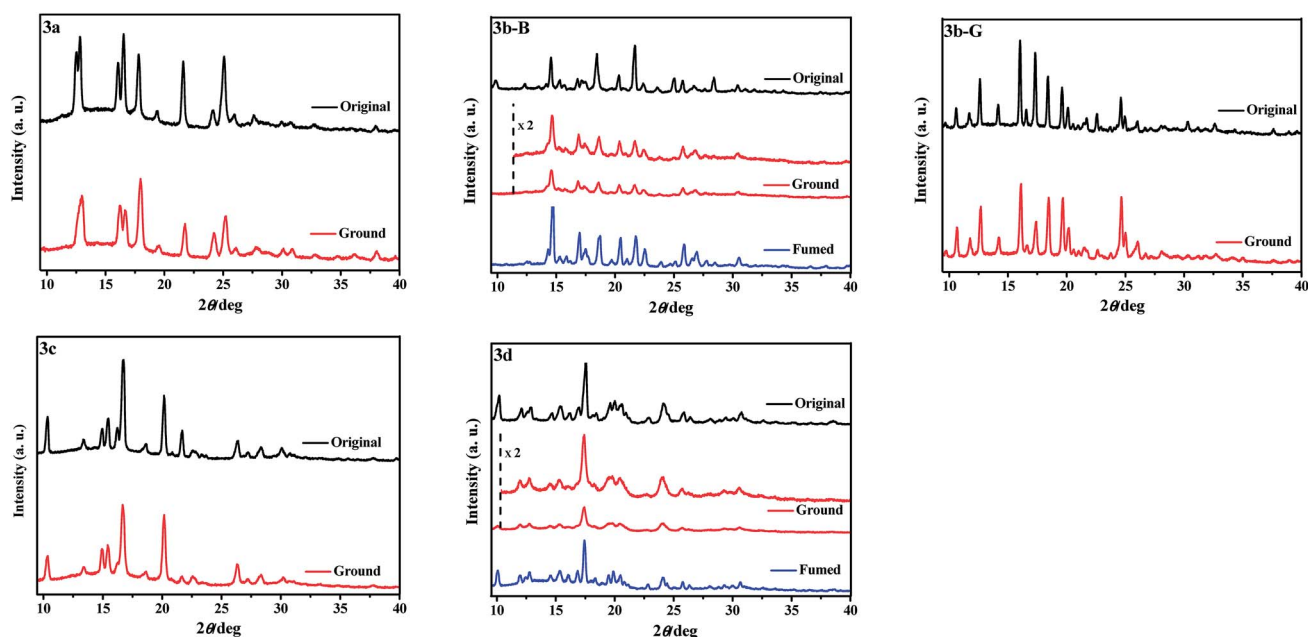 3a
Original
Ground
Intensity (a. u.)
10 15 20 25 30 35 40
2θ/deg
3b-B
Original
x 2
Ground
Fumed
Intensity (a. u.)
10 15 20 25 30 35 40
2θ/deg
3b-G
Original
Ground
Intensity (a. u.)
10 15 20 25 30 35 40
2θ/deg
3c
Original
Ground
Intensity (a. u.)
10 15 20 25 30 35 40
2θ/deg
3d
Original
x 2
Ground
Fumed
Intensity (a. u.)
10 15 20 25 30 35 40
2θ/deg